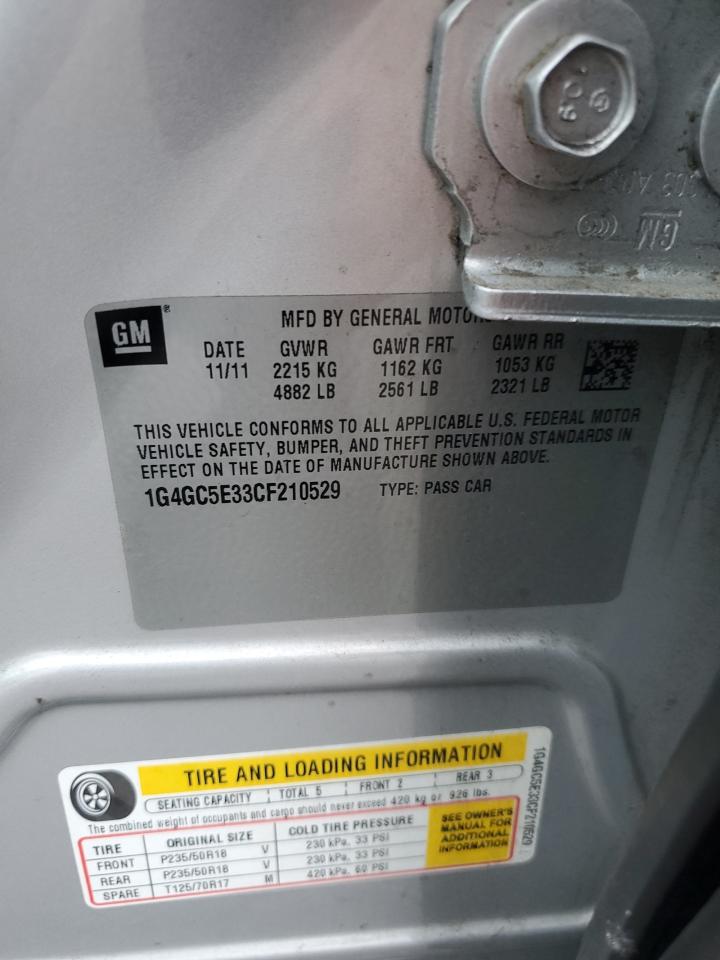 GM
MFD BY GENERAL MOTORS
DATE GVWR GAWR FRT GAWR RR
11/11 2215 KG 1162 KG 1053 KG
4882 LB 2561 LB 2321 LB
THIS VEHICLE CONFORMS TO ALL APPLICABLE U.S. FEDERAL MOTOR
VEHICLE SAFETY, BUMPER, AND THEFT PREVENTION STANDARDS IN
EFFECT ON THE DATE OF MANUFACTURE SHOWN ABOVE.
1G4GC5E33CF210529 TYPE: PASS CAR
GM
TIRE AND LOADING INFORMATION
SEATING CAPACITY TOTAL 5 FRONT 2 REAR 3
The combined weight of occupants and cargo should never exceed 420 kg or 926 lbs.
TIRE ORIGINAL SIZE COLD TIRE PRESSURE
FRONT P235/50R18 V 230 kPa, 33 PSI
REAR P235/50R18 V 230 kPa, 33 PSI
SPARE T125/70R17 M 420 kPa, 60 PSI
SEE OWNER'S
MANUAL FOR
ADDITIONAL
INFORMATION
1G4GC5E33CF210529